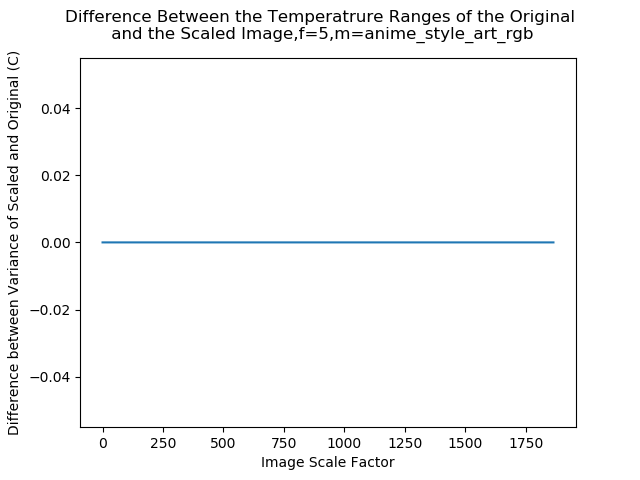 Difference Between the Temperatrure Ranges of the Original
and the Scaled Image,f=5,m=anime_style_art_rgb
Difference between Variance of Scaled and Original (C)
0.04
0.02
0.00
−0.02
−0.04
0 250 500 750 1000 1250 1500 1750
Image Scale Factor